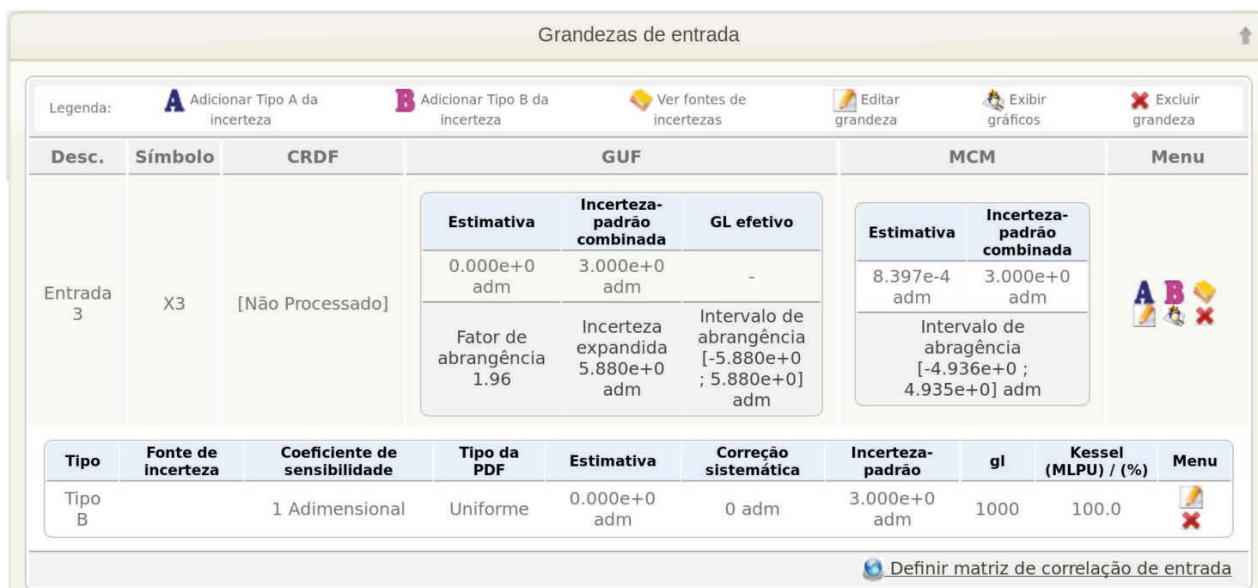 Grandezas de entrada
Legenda: A Adicionar Tipo A da incerteza B Adicionar Tipo B da incerteza Ver fontes de incertezas Editar grandeza Exibir gráficos Excluir grandeza
Desc. Símbolo CRDF GUF MCM Menu
Entrada 3
X3
[Não Processado]
Estimativa
Incerteza-
padrão
combinada
GL efetivo
0.000e+0
adm
3.000e+0
adm
-
Fator de
abrangência
1.96
Incerteza
expandida
5.880e+0
adm
Intervalo de
abrangência
[-5.880e+0
; 5.880e+0]
adm
Estimativa
Incerteza-
padrão
combinada
8.397e-4
adm
3.000e+0
adm
Intervalo de
abragência
[-4.936e+0 ;
4.935e+0] adm
A B
Tipo
Fonte de
incerteza
Coeficiente de
sensibilidade
Tipo da
PDF
Estimativa
Correção
sistemática
Incerteza-
padrão
gl
Kessel
(MLPU) / (%)
Menu
Tipo
B
1 Adimensional
Uniforme
0.000e+0
adm
0 adm
3.000e+0
adm
1000
100.0
Definir matriz de correlação de entrada